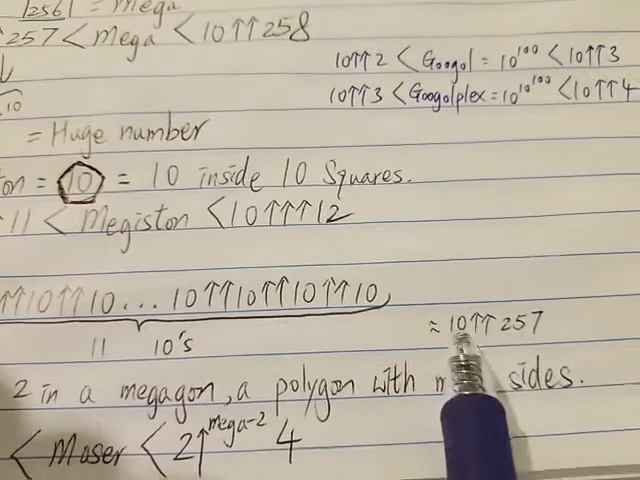 |256| = Mega
257 < Mega < 10↑↑258
10↑↑2 < Googol = 10^100 < 10↑↑3
10↑↑3 < Googolplex = 10^10^100 < 10↑↑4
10
= Huge number
on = 10 = 10 inside 10 Squares.
11 < Megiston < 10↑↑↑12
↑↑10↑↑10...10↑↑10↑↑10↑↑10,
11 10's
≈ 10↑↑257
2 in a megagon, a polygon with m sides.
< Moser < 2↑^mega-2 4